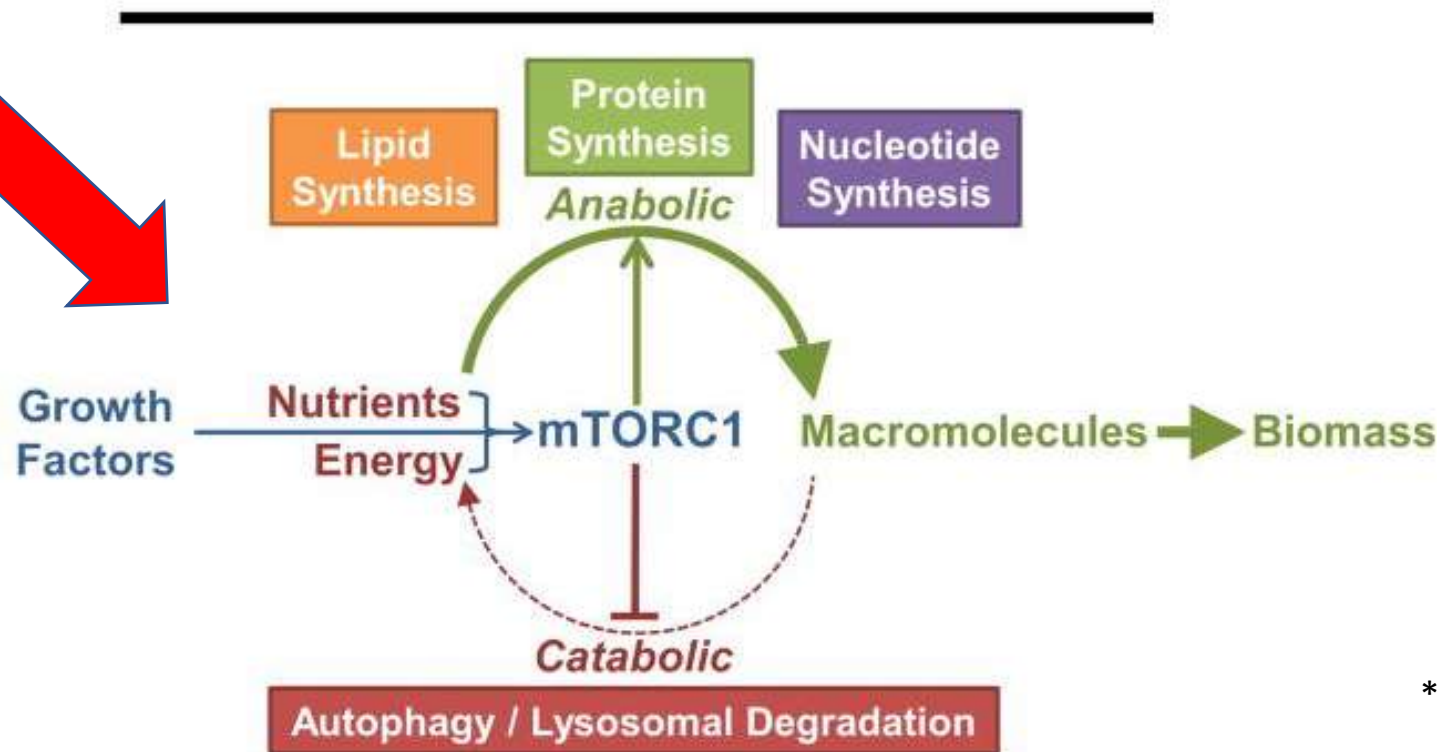 Protein
Synthesis
Lipid
Synthesis
Nucleotide
Synthesis
Anabolic
Growth
Factors
Nutrients
Energy
mTORC1
Macromolecules
Biomass
Catabolic
Autophagy / Lysosomal Degradation
*